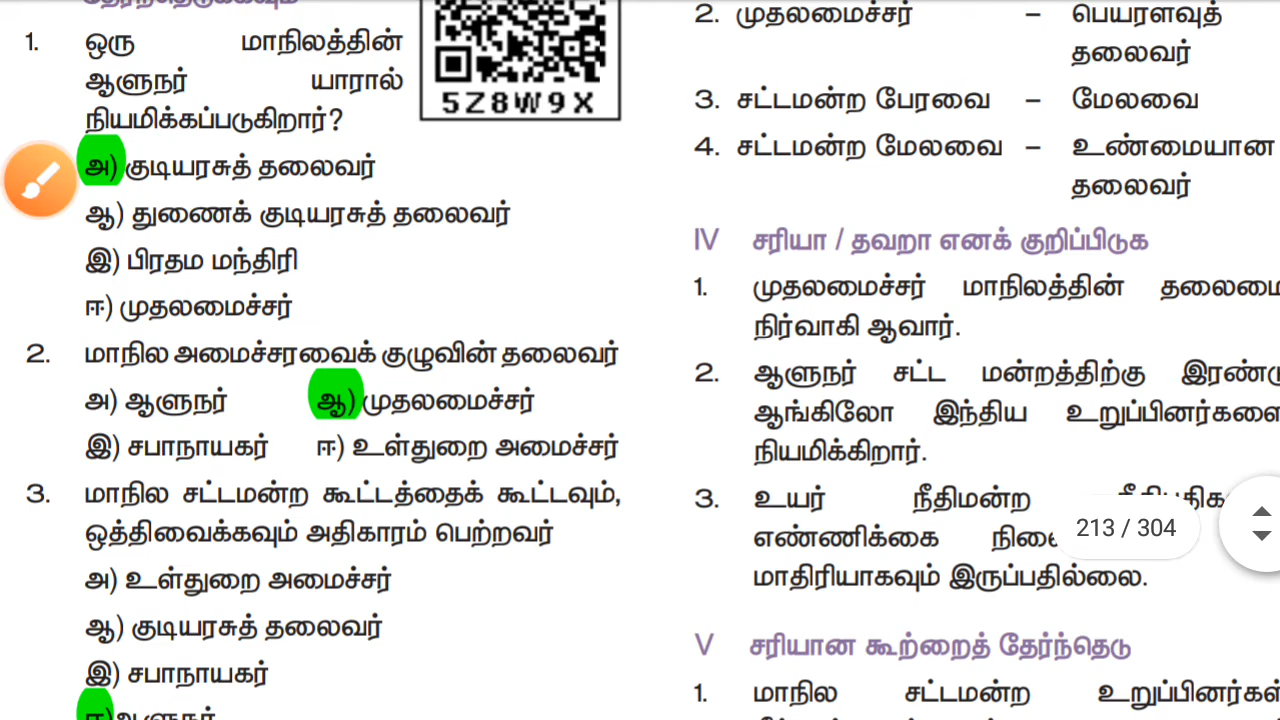 தேர்ந்தெடுக்கவும்
1. ஒரு மாநிலத்தின்
ஆளுநர் யாரால்
நியமிக்கப்படுகிறார்?
அ) குடியரசுத் தலைவர்
ஆ) துணைக் குடியரசுத் தலைவர்
இ) பிரதம மந்திரி
ஈ) முதலமைச்சர்
2. மாநில அமைச்சரவைக் குழுவின் தலைவர்
அ) ஆளுநர் ஆ) முதலமைச்சர்
இ) சபாநாயகர் ஈ) உள்துறை அமைச்சர்
3. மாநில சட்டமன்ற கூட்டத்தைக் கூட்டவும்,
ஒத்திவைக்கவும் அதிகாரம் பெற்றவர்
அ) உள்துறை அமைச்சர்
ஆ) குடியரசுத் தலைவர்
இ) சபாநாயகர்
ஈ) ஆளுநர்
5Z8W9X
2. முதலமைச்சர் – பெயரளவுத்
தலைவர்
3. சட்டமன்ற பேரவை – மேலவை
4. சட்டமன்ற மேலவை – உண்மையான
தலைவர்
IV சரியா / தவறா எனக் குறிப்பிடுக
1. முதலமைச்சர் மாநிலத்தின் தலைமை
நிர்வாகி ஆவார்.
2. ஆளுநர் சட்ட மன்றத்திற்கு இரண்டு
ஆங்கிலோ இந்திய உறுப்பினர்களை
நியமிக்கிறார்.
3. உயர் நீதிமன்ற
எண்ணிக்கை
மாதிரியாகவும் இருப்பதில்லை.
213 / 304
V சரியான கூற்றைத் தேர்ந்தெடு
1. மாநில சட்டமன்ற உறுப்பினர்கள்